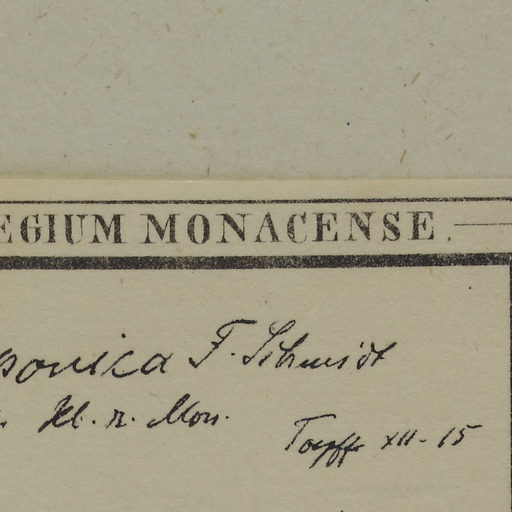 EGIUM MONACENSE.
ponica F. Schmidt
Hb. n. Mon.
Toepffer XII-15